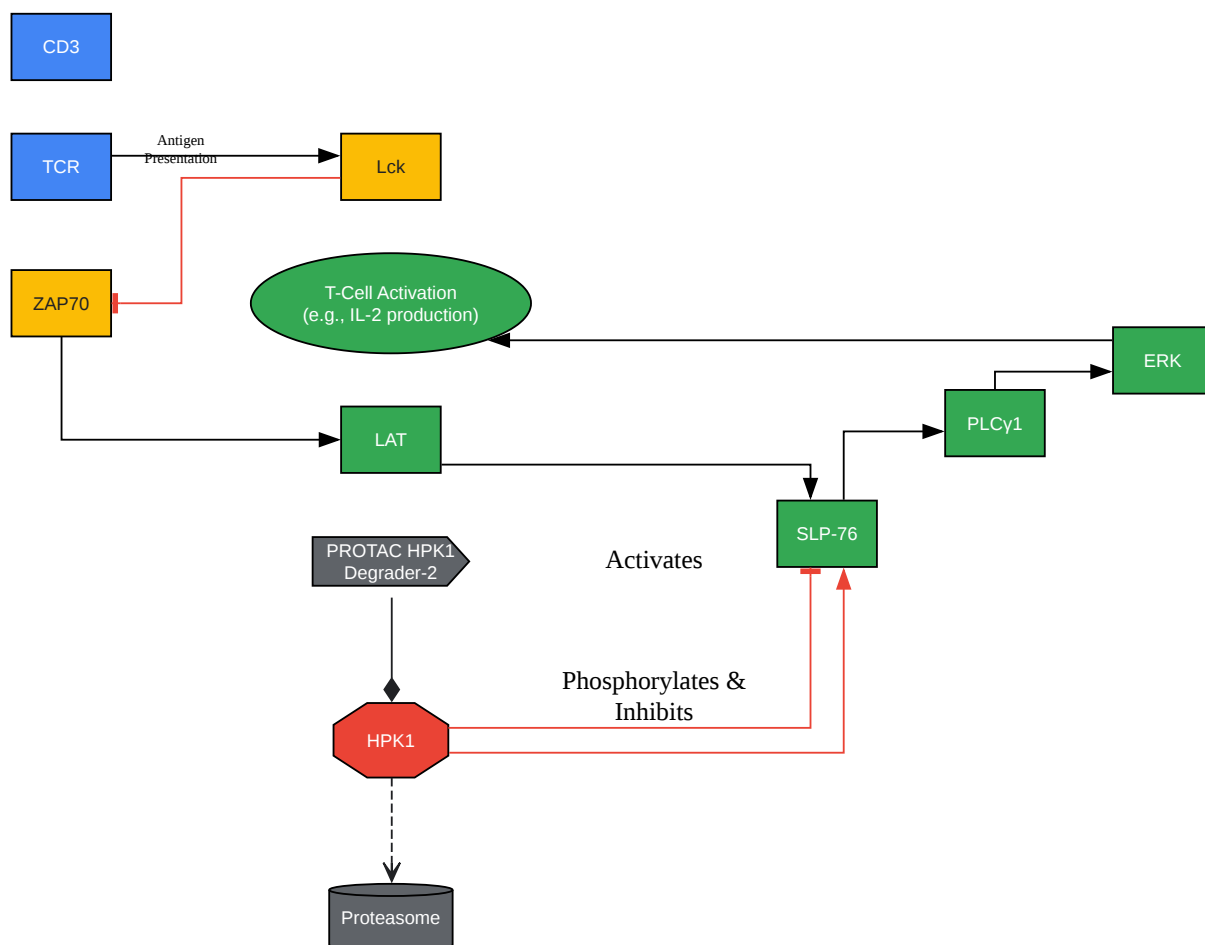 CD3
Antigen
Presentation
TCR
Lck
ZAP70
T-Cell Activation
(e.g., IL-2 production)
ERK
PLCγ1
LAT
SLP-76
PROTAC HPK1
Degrader-2
Activates
Phosphorylates &
Inhibits
HPK1
Proteasome